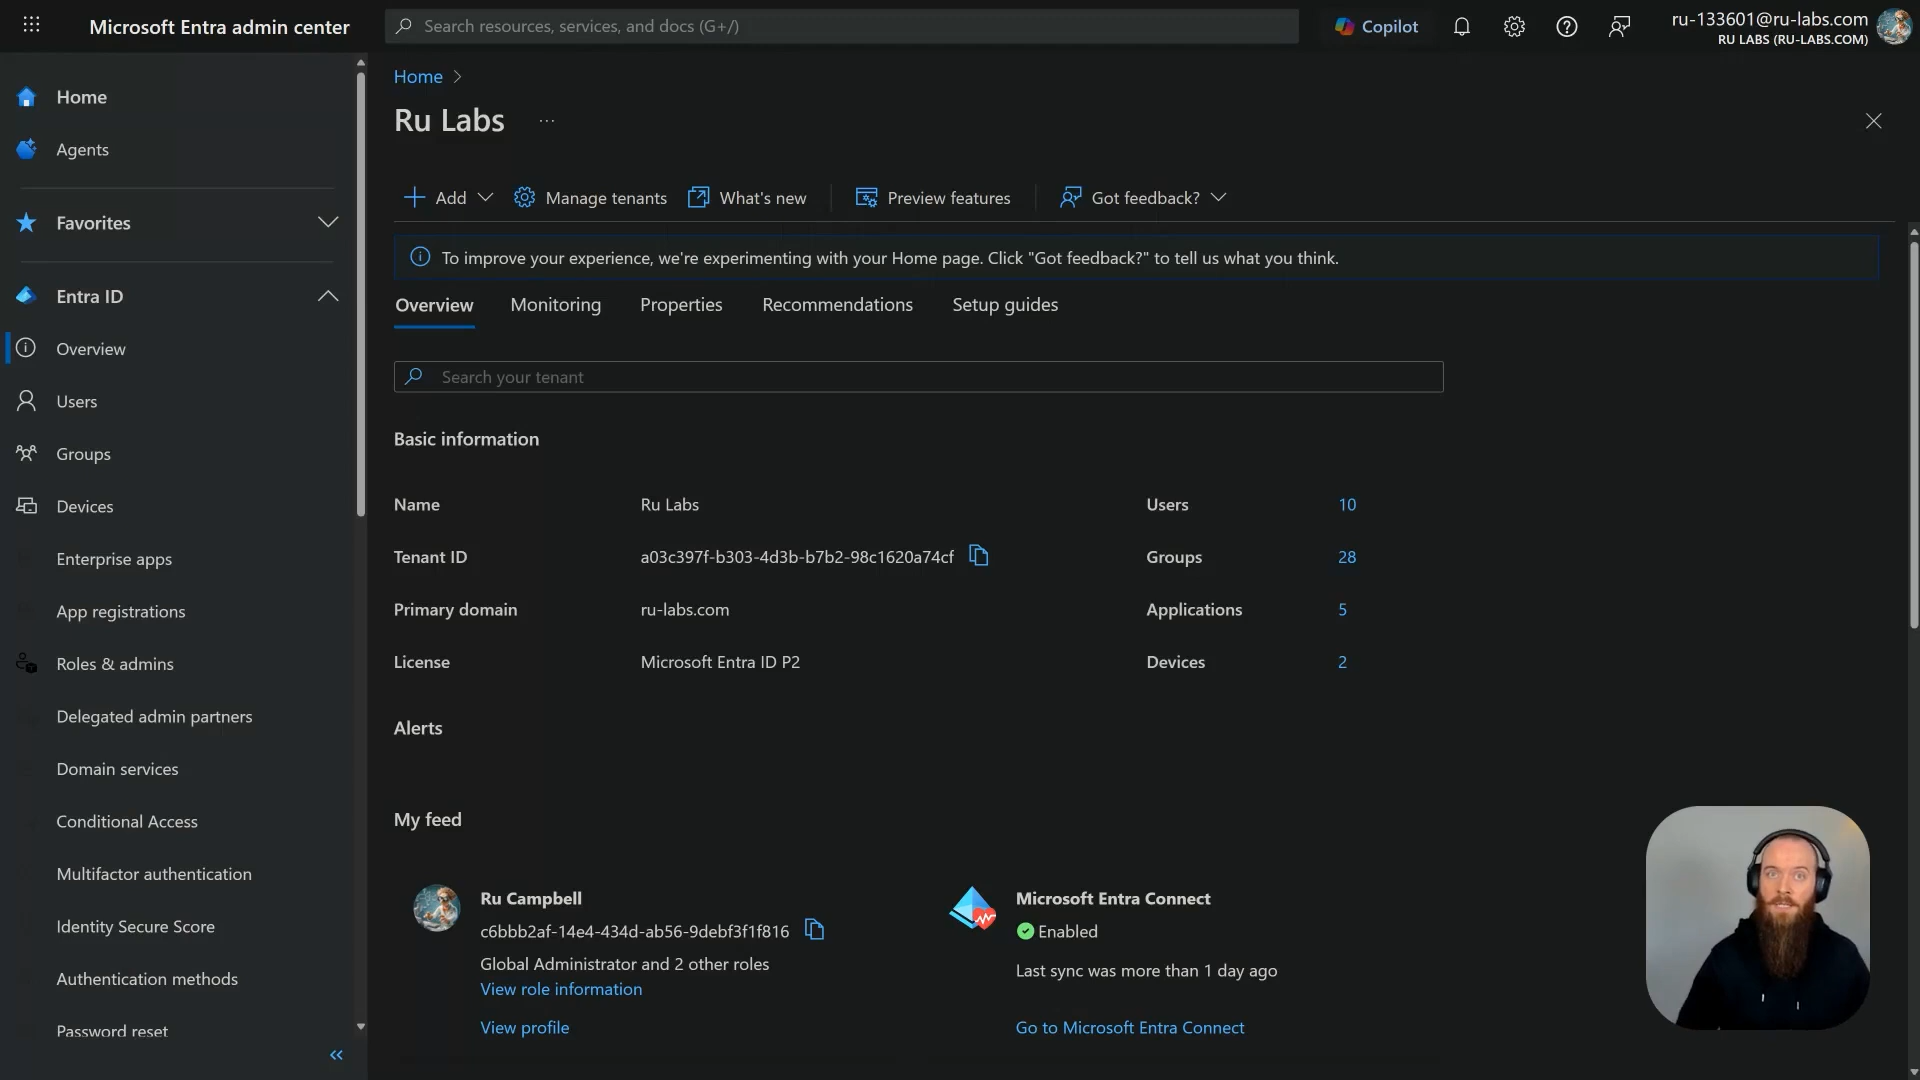 Microsoft Entra admin center
Search resources, services, and docs (G+/)
Copilot
ru-133601@ru-labs.com
RU LABS (RU-LABS.COM)
Home
Agents
Favorites
Entra ID
Overview
Users
Groups
Devices
Enterprise apps
App registrations
Roles & admins
Delegated admin partners
Domain services
Conditional Access
Multifactor authentication
Identity Secure Score
Authentication methods
Password reset
Home
Ru Labs
Add
Manage tenants
What's new
Preview features
Got feedback?
To improve your experience, we're experimenting with your Home page. Click "Got feedback?" to tell us what you think.
Overview
Monitoring
Properties
Recommendations
Setup guides
Search your tenant
Basic information
Name
Ru Labs
Users
10
Tenant ID
a03c397f-b303-4d3b-b7b2-98c1620a74cf
Groups
28
Primary domain
ru-labs.com
Applications
5
License
Microsoft Entra ID P2
Devices
2
Alerts
My feed
Ru Campbell
c6bbb2af-14e4-434d-ab56-9debf3f1f816
Global Administrator and 2 other roles
View role information
View profile
Microsoft Entra Connect
Enabled
Last sync was more than 1 day ago
Go to Microsoft Entra Connect